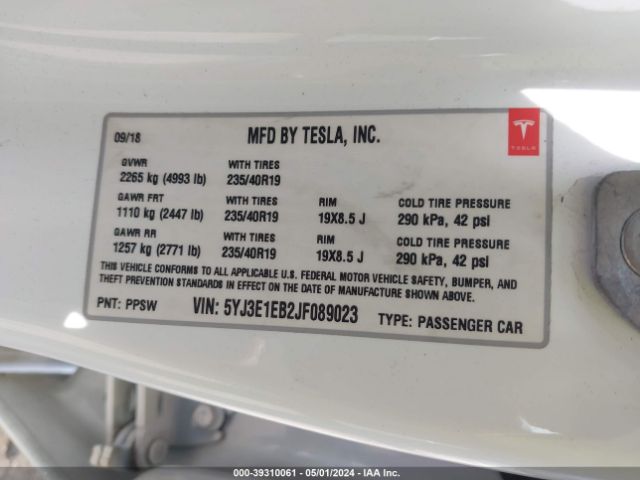 09/18 MFD BY TESLA, INC.
TESLA
GVWR WITH TIRES
2265 kg (4993 lb) 235/40R19
GAWR FRT WITH TIRES RIM COLD TIRE PRESSURE
1110 kg (2447 lb) 235/40R19 19X8.5 J 290 kPa, 42 psi
GAWR RR WITH TIRES RIM COLD TIRE PRESSURE
1257 kg (2771 lb) 235/40R19 19X8.5 J 290 kPa, 42 psi
THIS VEHICLE CONFORMS TO ALL APPLICABLE U.S. FEDERAL MOTOR VEHICLE SAFETY, BUMPER, AND
THEFT PREVENTION STANDARDS IN EFFECT ON THE DATE OF MANUFACTURE SHOWN ABOVE.
PNT: PPSW VIN: 5YJ3E1EB2JF089023 TYPE: PASSENGER CAR
000-39310061 - 05/01/2024 - IAA Inc.